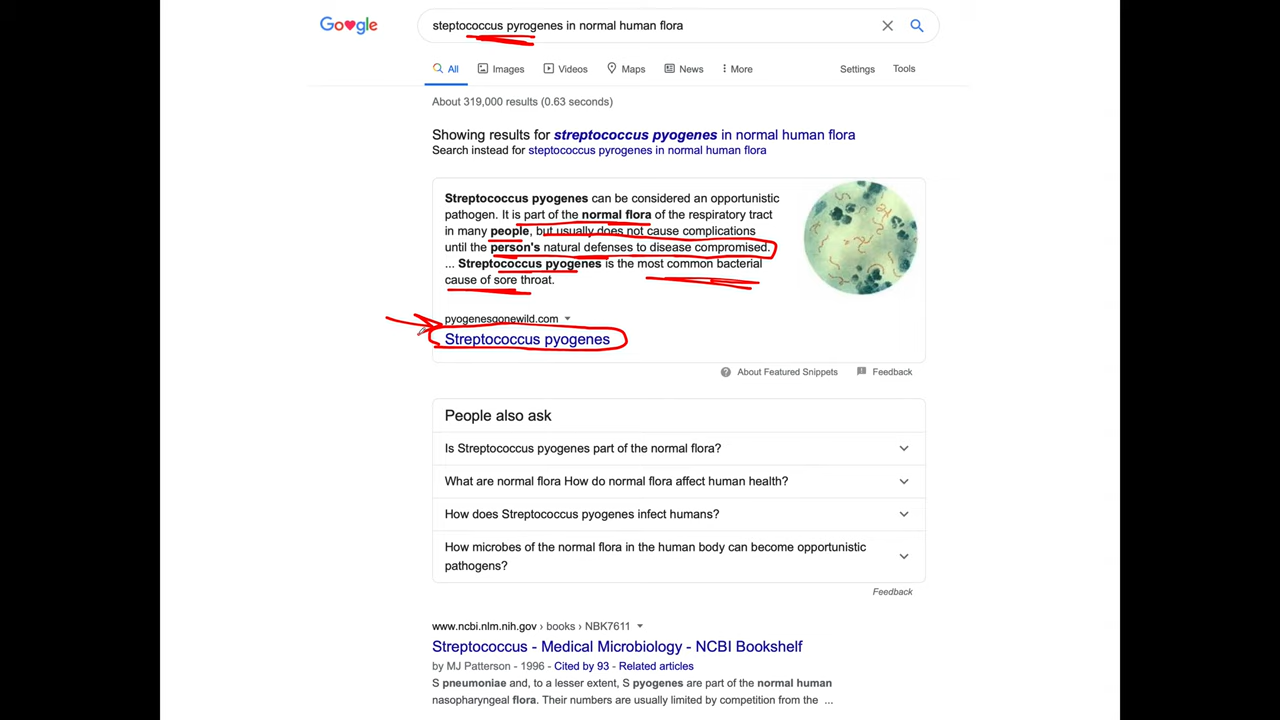 Go♥gle
steptococcus pyrogenes in normal human flora
All Images Videos Maps News More Settings Tools
About 319,000 results (0.63 seconds)
Showing results for streptococcus pyogenes in normal human flora
Search instead for steptococcus pyrogenes in normal human flora
Streptococcus pyogenes can be considered an opportunistic
pathogen. It is part of the normal flora of the respiratory tract
in many people, but usually does not cause complications
until the person's natural defenses to disease compromised.
... Streptococcus pyogenes is the most common bacterial
cause of sore throat.
pyogenesgonewild.com
Streptococcus pyogenes
About Featured Snippets Feedback
People also ask
Is Streptococcus pyogenes part of the normal flora?
What are normal flora How do normal flora affect human health?
How does Streptococcus pyogenes infect humans?
How microbes of the normal flora in the human body can become opportunistic
pathogens?
Feedback
www.ncbi.nlm.nih.gov › books › NBK7611
Streptococcus - Medical Microbiology - NCBI Bookshelf
by MJ Patterson - 1996 - Cited by 93 - Related articles
S pneumoniae and, to a lesser extent, S pyogenes are part of the normal human
nasopharyngeal flora. Their numbers are usually limited by competition from the ...